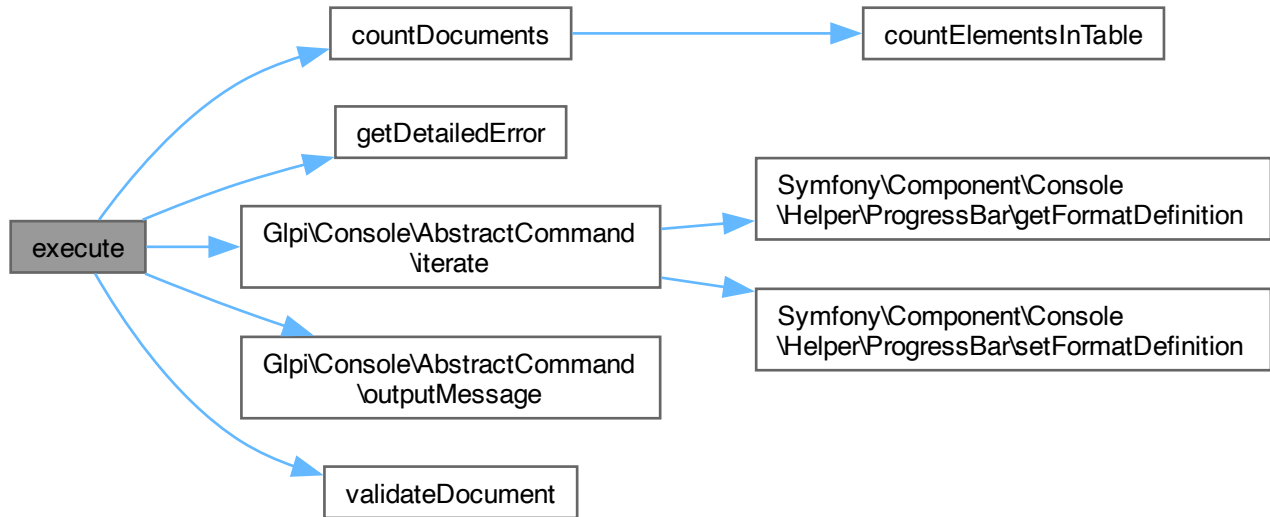 countDocuments
countElementsInTable
getDetailedError
Symfony\Component\Console
\Helper\ProgressBar\getFormatDefinition
execute
Glpi\Console\AbstractCommand
\iterate
Symfony\Component\Console
\Helper\ProgressBar\setFormatDefinition
Glpi\Console\AbstractCommand
\outputMessage
validateDocument